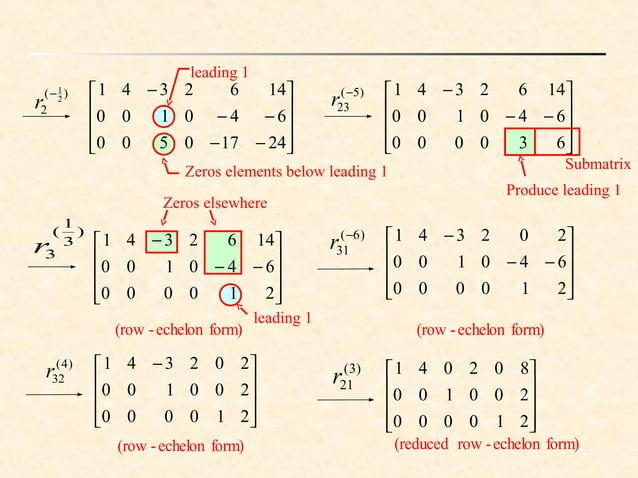 leading 1
r₂^(−1/2) [1 4 −3 2 6 14
0 0 1 0 −4 −6
0 0 5 0 −17 −24]
Zeros elements below leading 1
r₂₃^(−5) [1 4 −3 2 6 14
0 0 1 0 −4 −6
0 0 0 0 3 6]
Submatrix
Produce leading 1
Zeros elsewhere
r₃^(1/3) [1 4 −3 2 6 14
0 0 1 0 −4 −6
0 0 0 0 1 2]
leading 1
(row - echelon form)
r₃₁^(−6) [1 4 −3 2 0 2
0 0 1 0 −4 −6
0 0 0 0 1 2]
(row - echelon form)
r₃₂^(4) [1 4 −3 2 0 2
0 0 1 0 0 2
0 0 0 0 1 2]
(row - echelon form)
r₂₁^(3) [1 4 0 2 0 8
0 0 1 0 0 2
0 0 0 0 1 2]
(reduced row - echelon form)